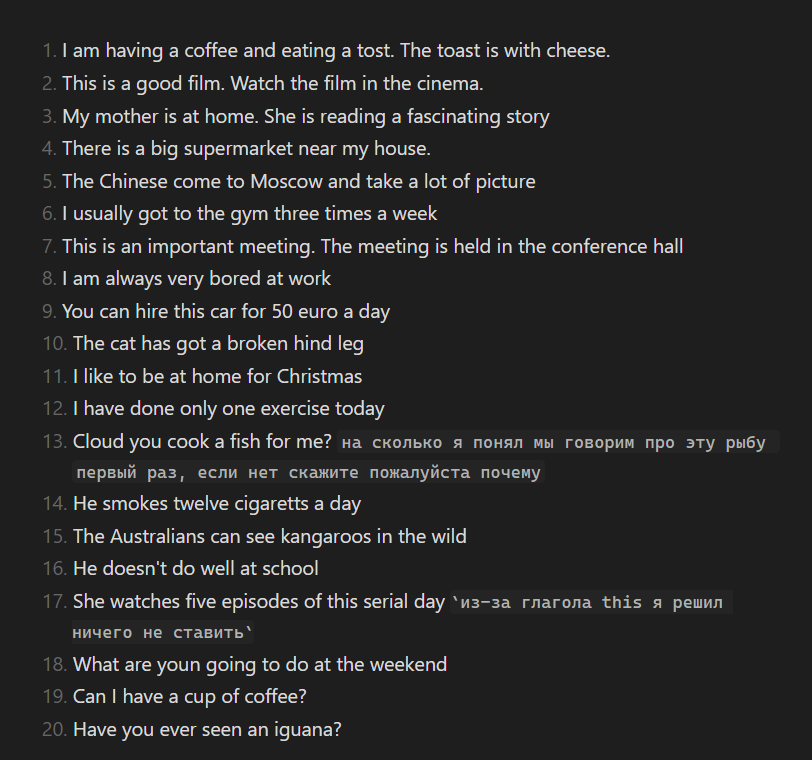 1. I am having a coffee and eating a tost. The toast is with cheese.
2. This is a good film. Watch the film in the cinema.
3. My mother is at home. She is reading a fascinating story
4. There is a big supermarket near my house.
5. The Chinese come to Moscow and take a lot of picture
6. I usually got to the gym three times a week
7. This is an important meeting. The meeting is held in the conference hall
8. I am always very bored at work
9. You can hire this car for 50 euro a day
10. The cat has got a broken hind leg
11. I like to be at home for Christmas
12. I have done only one exercise today
13. Cloud you cook a fish for me? на сколько я понял мы говорим про эту рыбу
первый раз, если нет скажите пожалуйста почему
14. He smokes twelve cigaretts a day
15. The Australians can see kangaroos in the wild
16. He doesn't do well at school
17. She watches five episodes of this serial day `из-за глагола this я решил
ничего не ставить`
18. What are youn going to do at the weekend
19. Can I have a cup of coffee?
20. Have you ever seen an iguana?